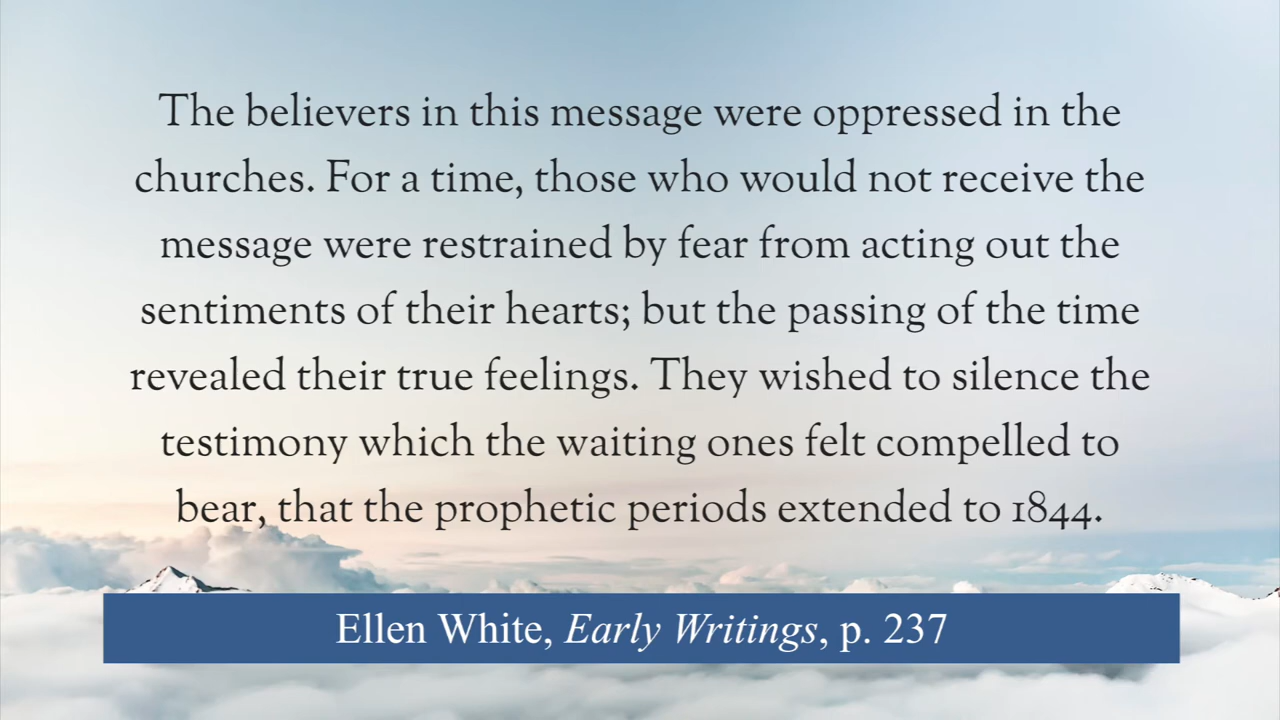 The believers in this message were oppressed in the
churches. For a time, those who would not receive the
message were restrained by fear from acting out the
sentiments of their hearts; but the passing of the time
revealed their true feelings. They wished to silence the
testimony which the waiting ones felt compelled to
bear, that the prophetic periods extended to 1844.
Ellen White, Early Writings, p. 237